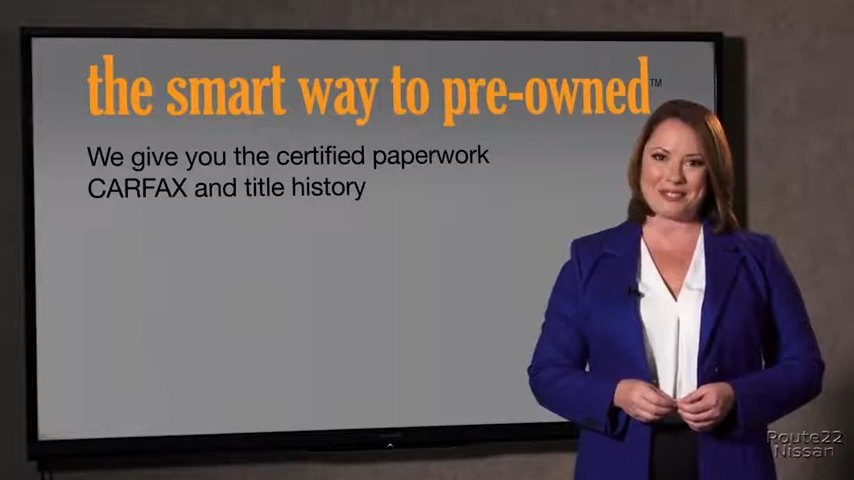 the smart way to pre-owned™
We give you the certified paperwork
CARFAX and title history
Route22
Nissan